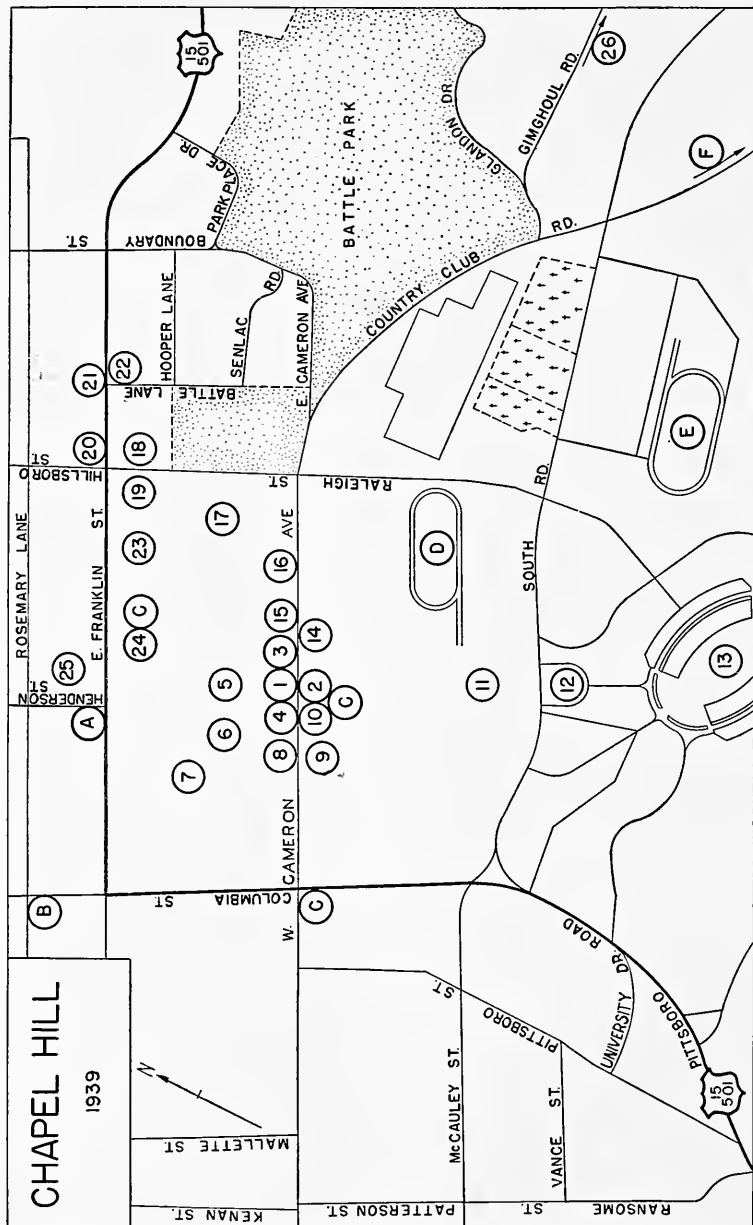 CHAPEL HILL
1939
N
ROSEMARY LANE
E. FRANKLIN ST.
HENDERSON ST.
HILLSBORO ST.
BOUNDARY ST.
PARK PLACE DR.
15
501
HOOPER LANE
SENLAC RD.
BATTLE LANE
E. CAMERON AVE
BATTLE PARK
GLANDON DR.
GIMGHOUL RD.
COUNTRY CLUB RD.
RALEIGH ST
SOUTH RD.
W. CAMERON AVE
COLUMBIA ST
MALLETTE ST.
KENAN ST.
PATTERSON ST.
McCAULEY ST.
VANCE ST.
RANSOME ST.
PITTSBORO ST.
UNIVERSITY DR.
PITTSBORO ROAD
15
501
A
B
C
C
C
D
E
F
1
2
3
4
5
6
7
8
9
10
11
12
13
14
15
16
17
18
19
20
21
22
23
24
25
26